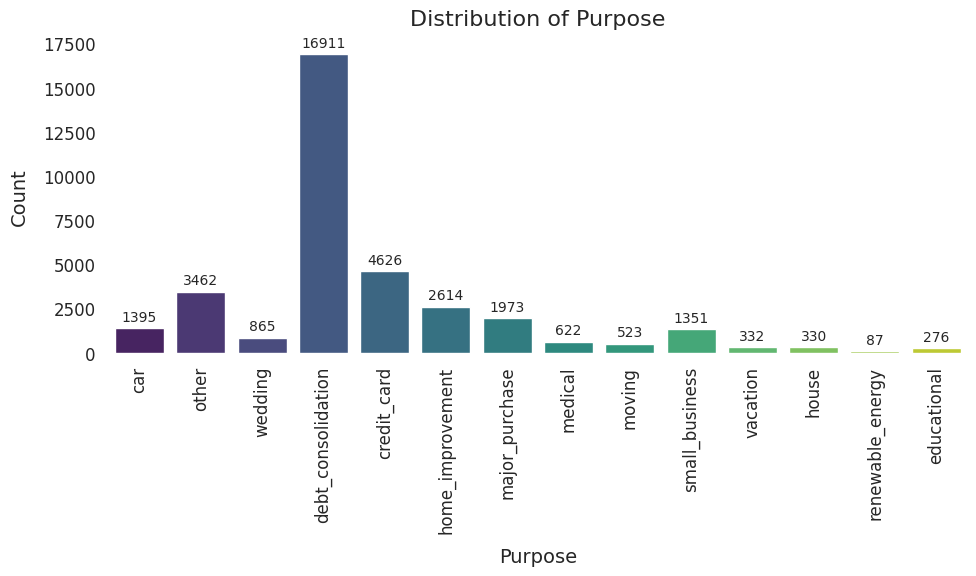 Distribution of Purpose
17500
15000
12500
10000
7500
5000
2500
0
Count
1395
3462
865
16911
4626
2614
1973
622
523
1351
332
330
87
276
car
other
wedding
debt_consolidation
credit_card
home_improvement
major_purchase
medical
moving
small_business
vacation
house
renewable_energy
educational
Purpose